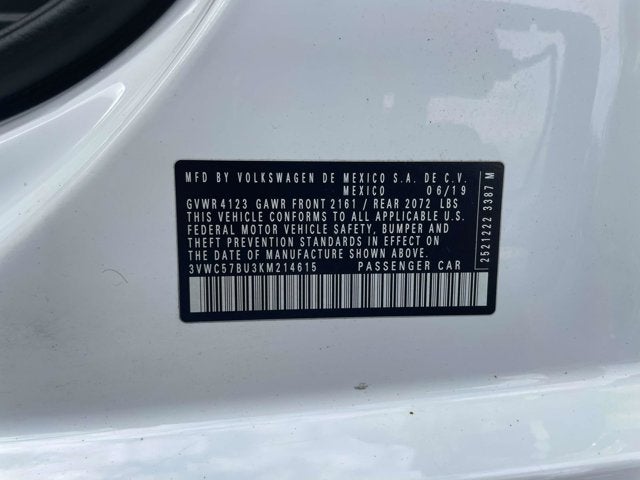 MFD BY VOLKSWAGEN DE MEXICO S.A. DE C.V.
MEXICO 06/19
GVWR 4123 GAWR FRONT 2161 / REAR 2072 LBS
THIS VEHICLE CONFORMS TO ALL APPLICABLE U.S.
FEDERAL MOTOR VEHICLE SAFETY, BUMPER AND
THEFT PREVENTION STANDARDS IN EFFECT ON
THE DATE OF MANUFACTURE SHOWN ABOVE.
3VWC57BU3KM214615 PASSENGER CAR
2521222 3387 M